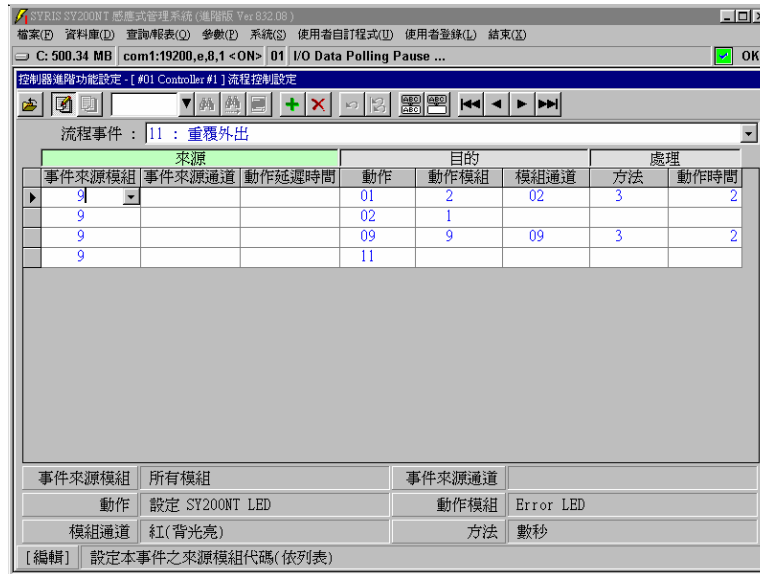 SYRIS SY200NT 感應式管理系統 (進階版 Ver 8.32.08 )
檔案(F) 資料庫(D) 查詢/報表(Q) 參數(P) 系統(S) 使用者自訂程式(U) 使用者登錄(L) 結束(X)
C: 500.34 MB com1:19200,e,8,1 <ON> 01 I/O Data Polling Pause ... OK
控制器進階功能設定 - [ #01 Controller #1 ] 流程控制設定
流程事件 : 11 : 重覆外出
來源 目的 處理
事件來源模組 事件來源通道 動作延遲時間 動作 動作模組 模組通道 方法 動作時間
9 01 2 02 3 2
9 02 1
9 09 9 09 3 2
9 11
事件來源模組 所有模組 事件來源通道
動作 設定 SY200NT LED 動作模組 Error LED
模組通道 紅(背光亮) 方法 數秒
[編輯] 設定本事件之來源模組代碼(依列表)